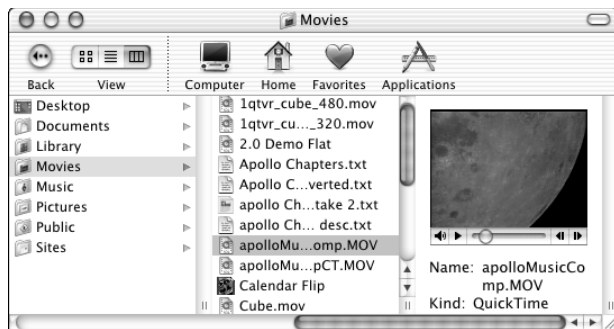 Movies
Back View Computer Home Favorites Applications
Desktop
Documents
Library
Movies
Music
Pictures
Public
Sites
1qtvr_cube_480.mov
1qtvr_cu..._320.mov
2.0 Demo Flat
Apollo Chapters.txt
Apollo C...verted.txt
apollo Ch...take 2.txt
apollo Ch... desc.txt
apolloMu...omp.MOV
apolloMu...pCT.MOV
Calendar Flip
Cube.mov
Name: apolloMusicCo
mp.MOV
Kind: QuickTime